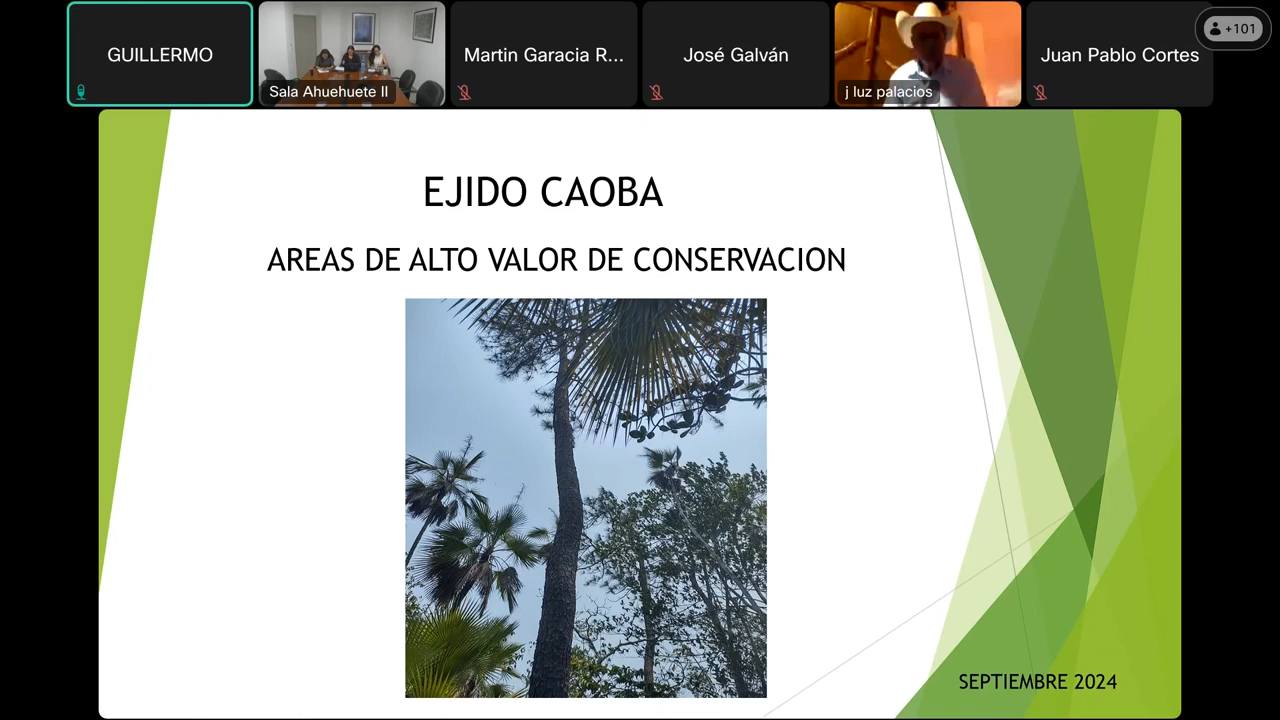 GUILLERMO
Sala Ahuehuete II
Martin Garacia R...
José Galván
j luz palacios
Juan Pablo Cortes
+101
EJIDO CAOBA
AREAS DE ALTO VALOR DE CONSERVACION
SEPTIEMBRE 2024